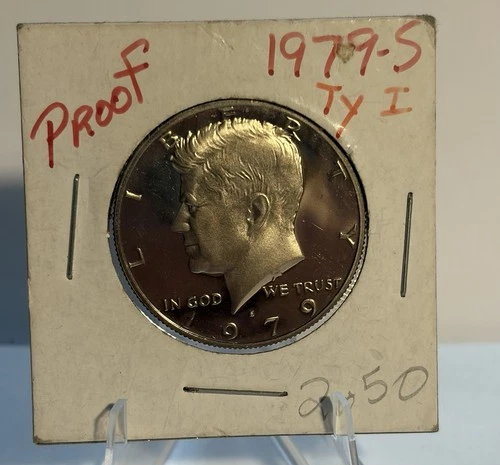 PROOF
1979-S
Ty I
LIBERTY
IN GOD WE TRUST
S
1979
2.50